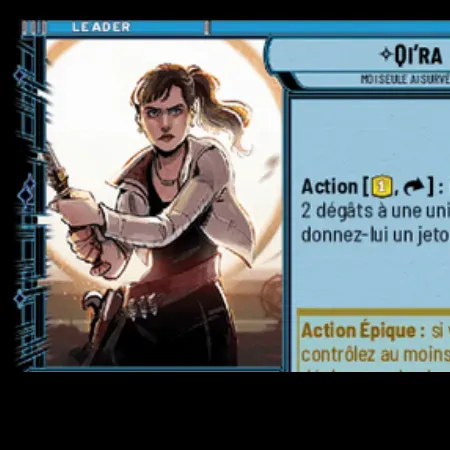 LEADER
QI'RA
MOI SEULE AI SURVÉ
Action [1, ]:
2 dégâts à une uni
donnez-lui un jeto
Action Épique : si
contrôlez au moins